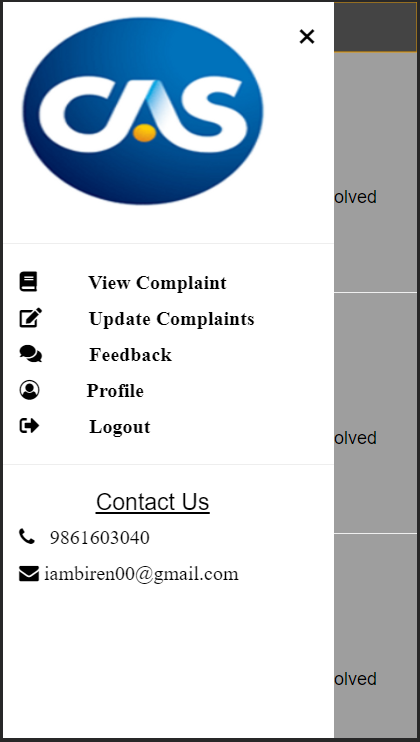 CAS
×
View Complaint
Update Complaints
Feedback
Profile
Logout
Contact Us
9861603040
iambiren00@gmail.com
olved
olved
olved